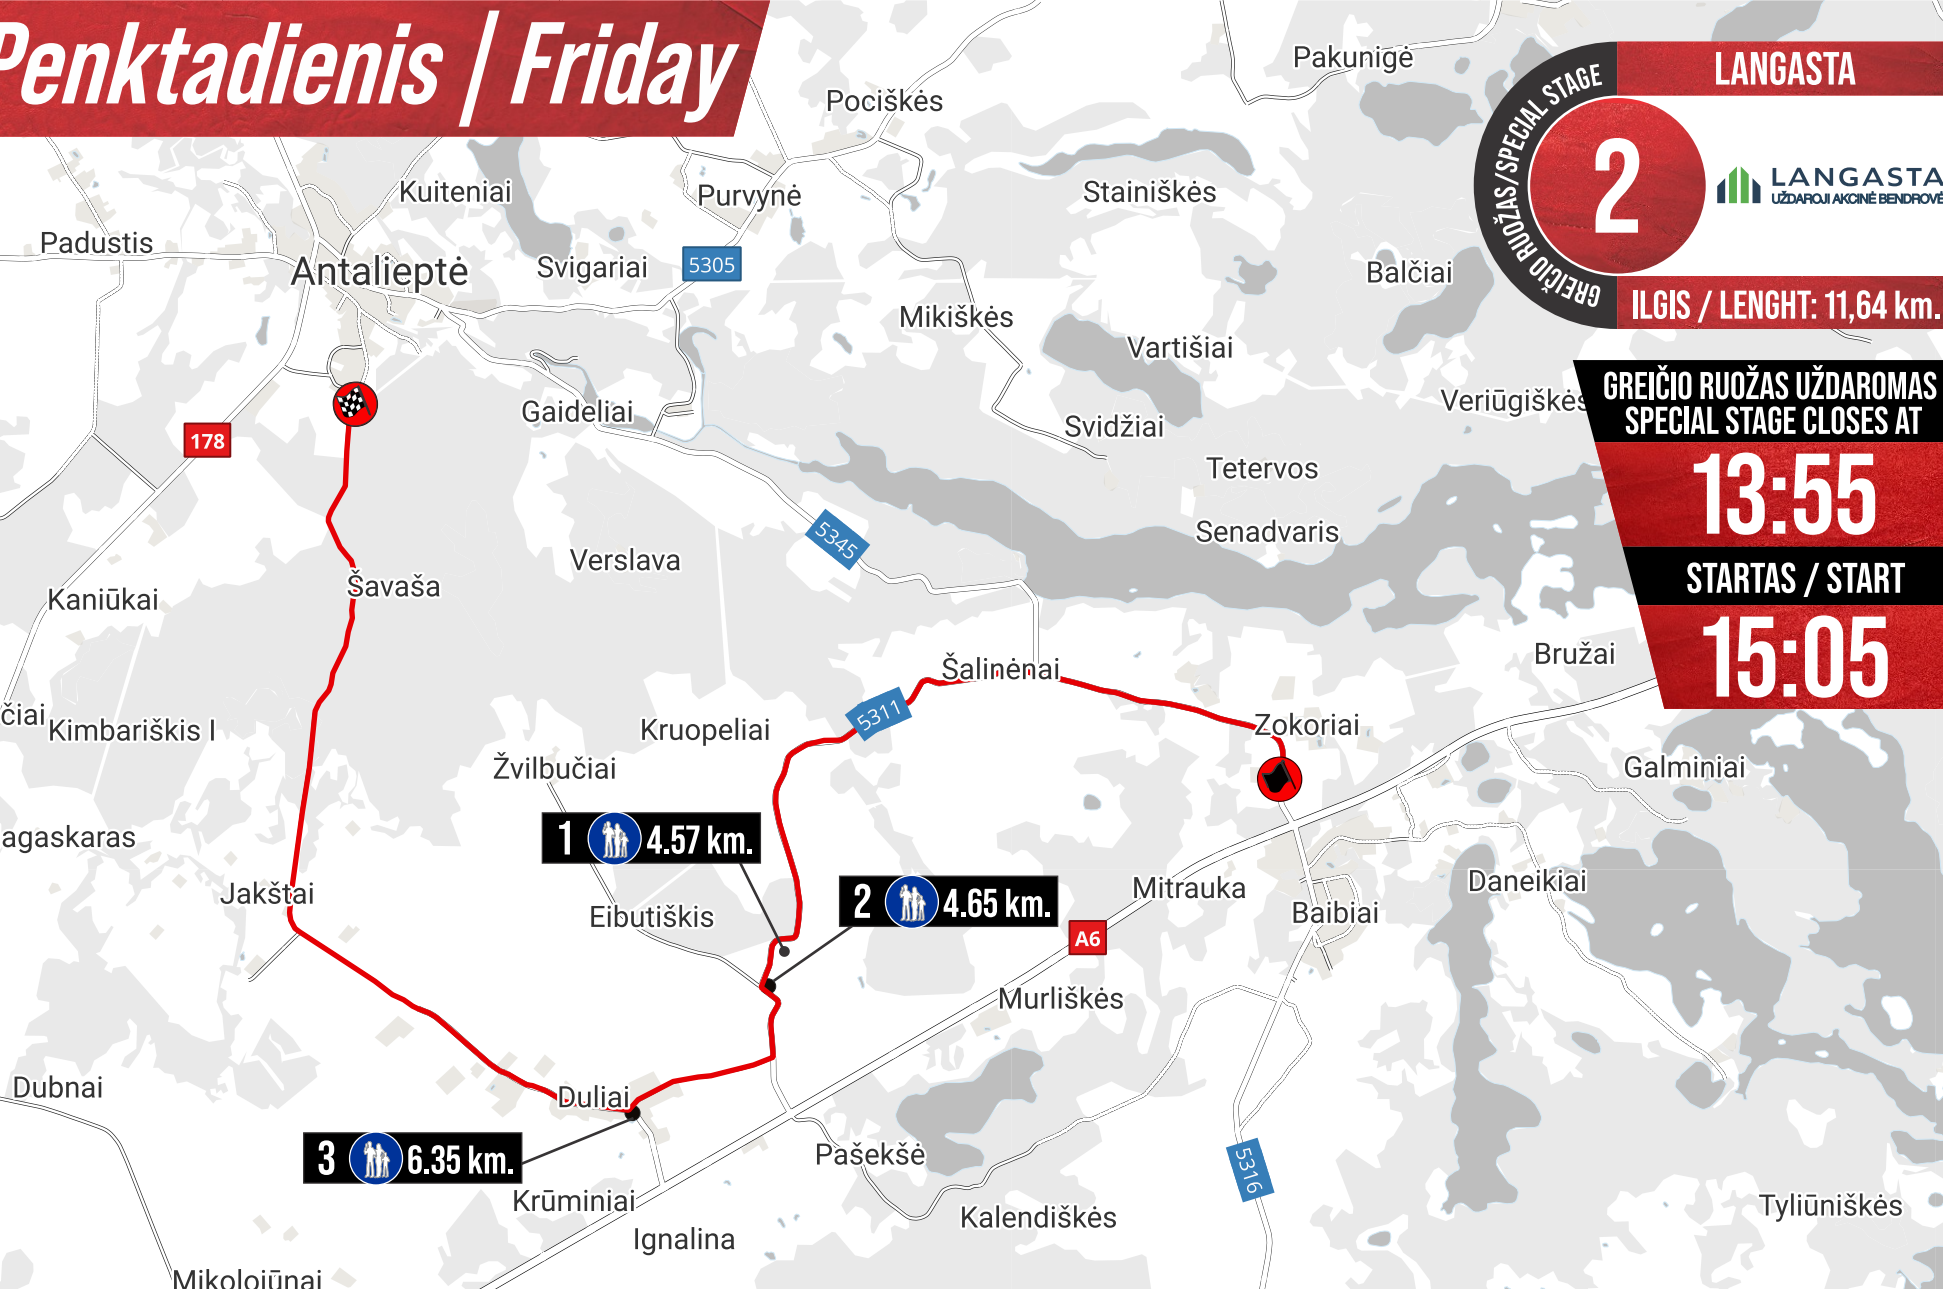 Penktadienis | Friday
GREIČIO RUOŽAS/SPECIAL STAGE
2
LANGASTA
LANGASTA
UŽDAROJI AKCINĖ BENDROVĖ
ILGIS / LENGHT: 11,64 km.
GREIČIO RUOŽAS UŽDAROMAS
SPECIAL STAGE CLOSES AT
13:55
STARTAS / START
15:05
Pakunigė
Pociškės
Kuiteniai
Purvynė
Stainiškės
Padustis
Antalieptė
Svigariai
5305
Balčiai
Mikiškės
Vartišiai
Veriūgiškės
Gaideliai
Svidžiai
178
Tetervos
Senadvaris
5345
Verslava
Šavaša
Kaniūkai
Bružai
Šalinėnai
čiai
Kimbariškis I
Kruopeliai
5311
Zokoriai
Žvilbučiai
Galminiai
agaskaras
1 4.57 km.
Jakštai
2 4.65 km.
Eibutiškis
Mitrauka
Daneikiai
Baibiai
A6
Murliškės
Dubnai
Duliai
3 6.35 km.
Pašekšė
5316
Krūminiai
Kalendiškės
Tyliūniškės
Ignalina
Mikolojūnai